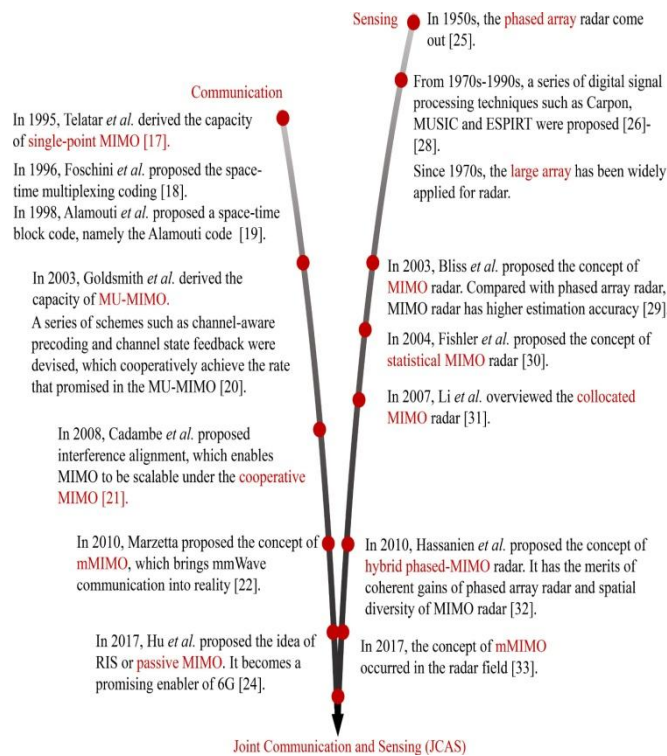 Sensing
In 1950s, the phased array radar come
out [25].
From 1970s-1990s, a series of digital signal
processing techniques such as Carpon,
MUSIC and ESPIRT were proposed [26]-
[28].
Since 1970s, the large array has been widely
applied for radar.
Communication
In 1995, Telatar et al. derived the capacity
of single-point MIMO [17].
In 1996, Foschini et al. proposed the space-
time multiplexing coding [18].
In 1998, Alamouti et al. proposed a space-time
block code, namely the Alamouti code [19].
In 2003, Goldsmith et al. derived the
capacity of MU-MIMO.
A series of schemes such as channel-aware
precoding and channel state feedback were
devised, which cooperatively achieve the rate
that promised in the MU-MIMO [20].
In 2003, Bliss et al. proposed the concept of
MIMO radar. Compared with phased array radar,
MIMO radar has higher estimation accuracy [29]
In 2004, Fishler et al. proposed the concept of
statistical MIMO radar [30].
In 2007, Li et al. overviewed the collocated
MIMO radar [31].
In 2008, Cadambe et al. proposed
interference alignment, which enables
MIMO to be scalable under the cooperative
MIMO [21].
In 2010, Marzetta proposed the concept of
mMIMO, which brings mmWave
communication into reality [22].
In 2010, Hassanien et al. proposed the concept of
hybrid phased-MIMO radar. It has the merits of
coherent gains of phased array radar and spatial
diversity of MIMO radar [32].
In 2017, Hu et al. proposed the idea of
RIS or passive MIMO. It becomes a
promising enabler of 6G [24].
In 2017, the concept of mMIMO
occurred in the radar field [33].
Joint Communication and Sensing (JCAS)